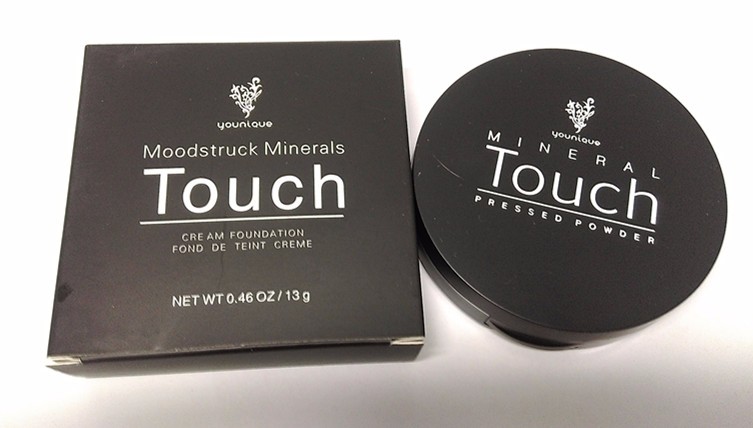 younique
Moodstruck Minerals
Touch
CREAM FOUNDATION
FOND DE TEINT CREME
NET WT 0.46 OZ / 13 g
younique
MINERAL
Touch
PRESSED POWDER